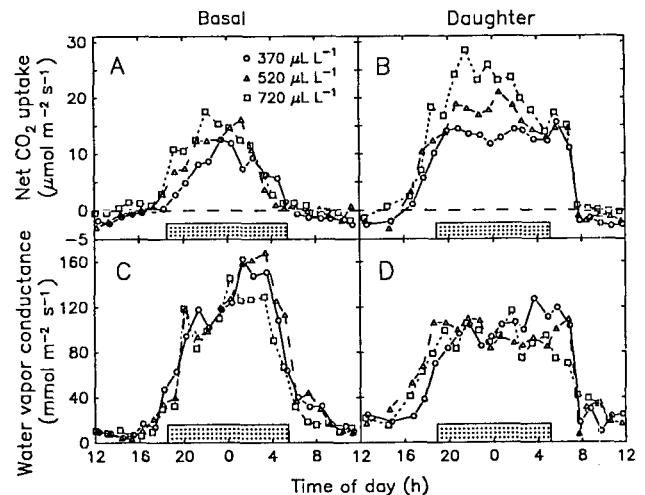 Basal
Daughter
Net CO2 uptake
(μmol m−2 s−1)
30
20
10
0
−5
A
370 μL L−1
520 μL L−1
720 μL L−1
B
Water vapor conductance
(mmol m−2 s−1)
160
120
80
40
0
C
D
12 16 20 0 4 8 12 16 20 0 4 8 12
Time of day (h)